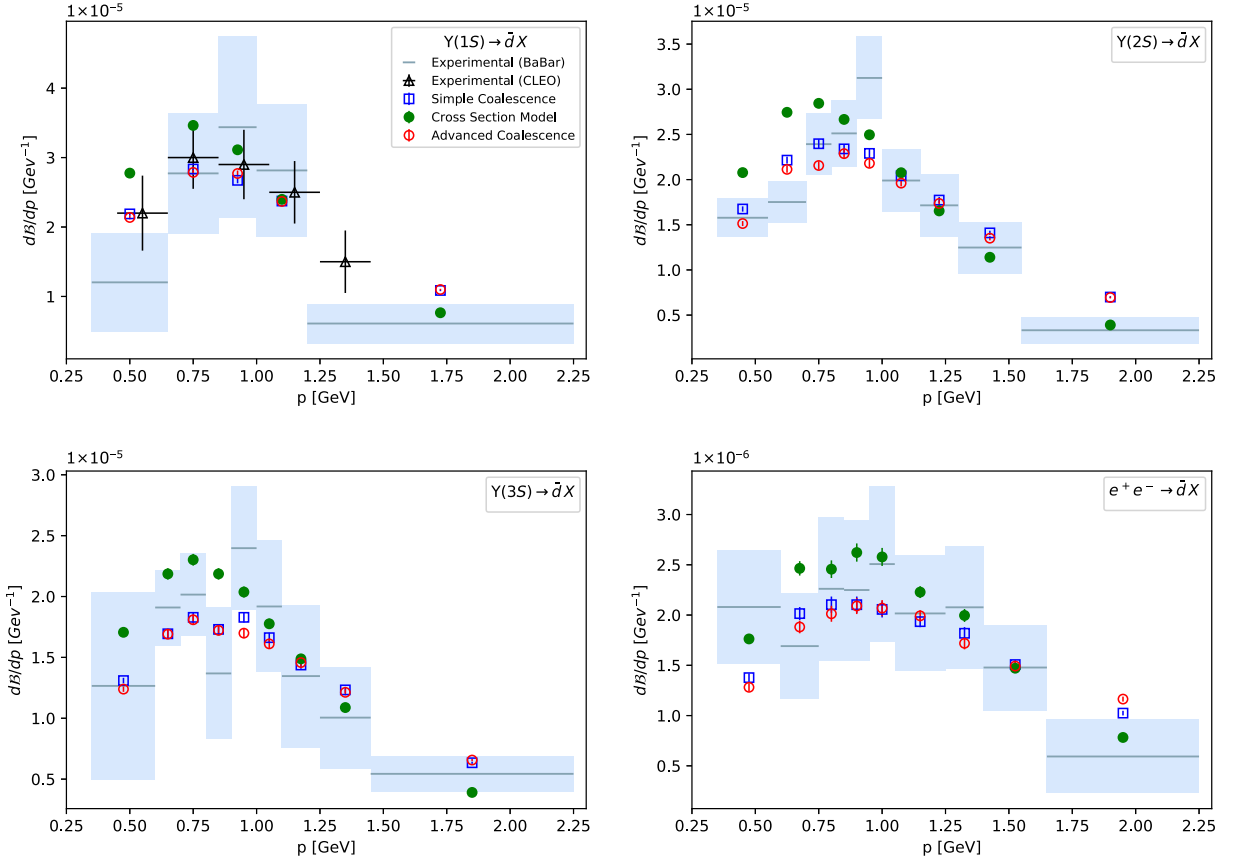 1×10⁻⁵
Υ(1S) → d̄ X
Experimental (BaBar)
Experimental (CLEO)
Simple Coalescence
Cross Section Model
Advanced Coalescence
4
3
2
1
dℬ/dp [Gev⁻¹]
0.25 0.50 0.75 1.00 1.25 1.50 1.75 2.00 2.25
p [GeV]
1×10⁻⁵
Υ(2S) → d̄ X
3.5
3.0
2.5
2.0
1.5
1.0
0.5
dℬ/dp [Gev⁻¹]
0.25 0.50 0.75 1.00 1.25 1.50 1.75 2.00 2.25
p [GeV]
1×10⁻⁵
Υ(3S) → d̄ X
3.0
2.5
2.0
1.5
1.0
0.5
dℬ/dp [Gev⁻¹]
0.25 0.50 0.75 1.00 1.25 1.50 1.75 2.00 2.25
p [GeV]
1×10⁻⁶
e⁺e⁻ → d̄ X
3.0
2.5
2.0
1.5
1.0
0.5
dℬ/dp [Gev⁻¹]
0.25 0.50 0.75 1.00 1.25 1.50 1.75 2.00 2.25
p [GeV]